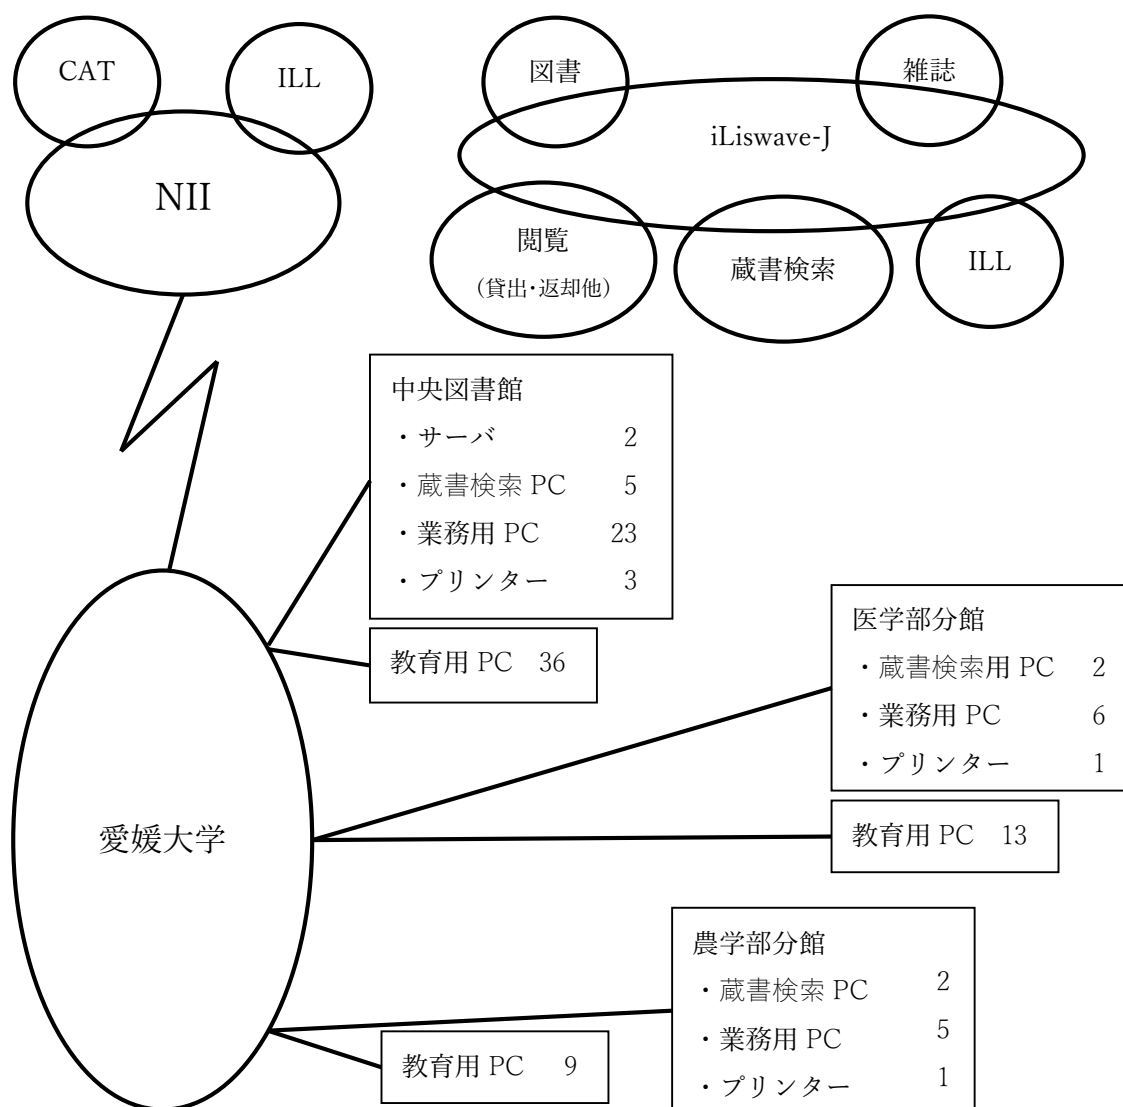 CAT
ILL
NII
図書
雑誌
iLiswave-J
閲覧
(貸出・返却他)
蔵書検索
ILL
中央図書館
・サーバ 2
・蔵書検索 PC 5
・業務用 PC 23
・プリンター 3
教育用 PC 36
医学部分館
・蔵書検索用 PC 2
・業務用 PC 6
・プリンター 1
教育用 PC 13
愛媛大学
農学部分館
・蔵書検索 PC 2
・業務用 PC 5
・プリンター 1
教育用 PC 9